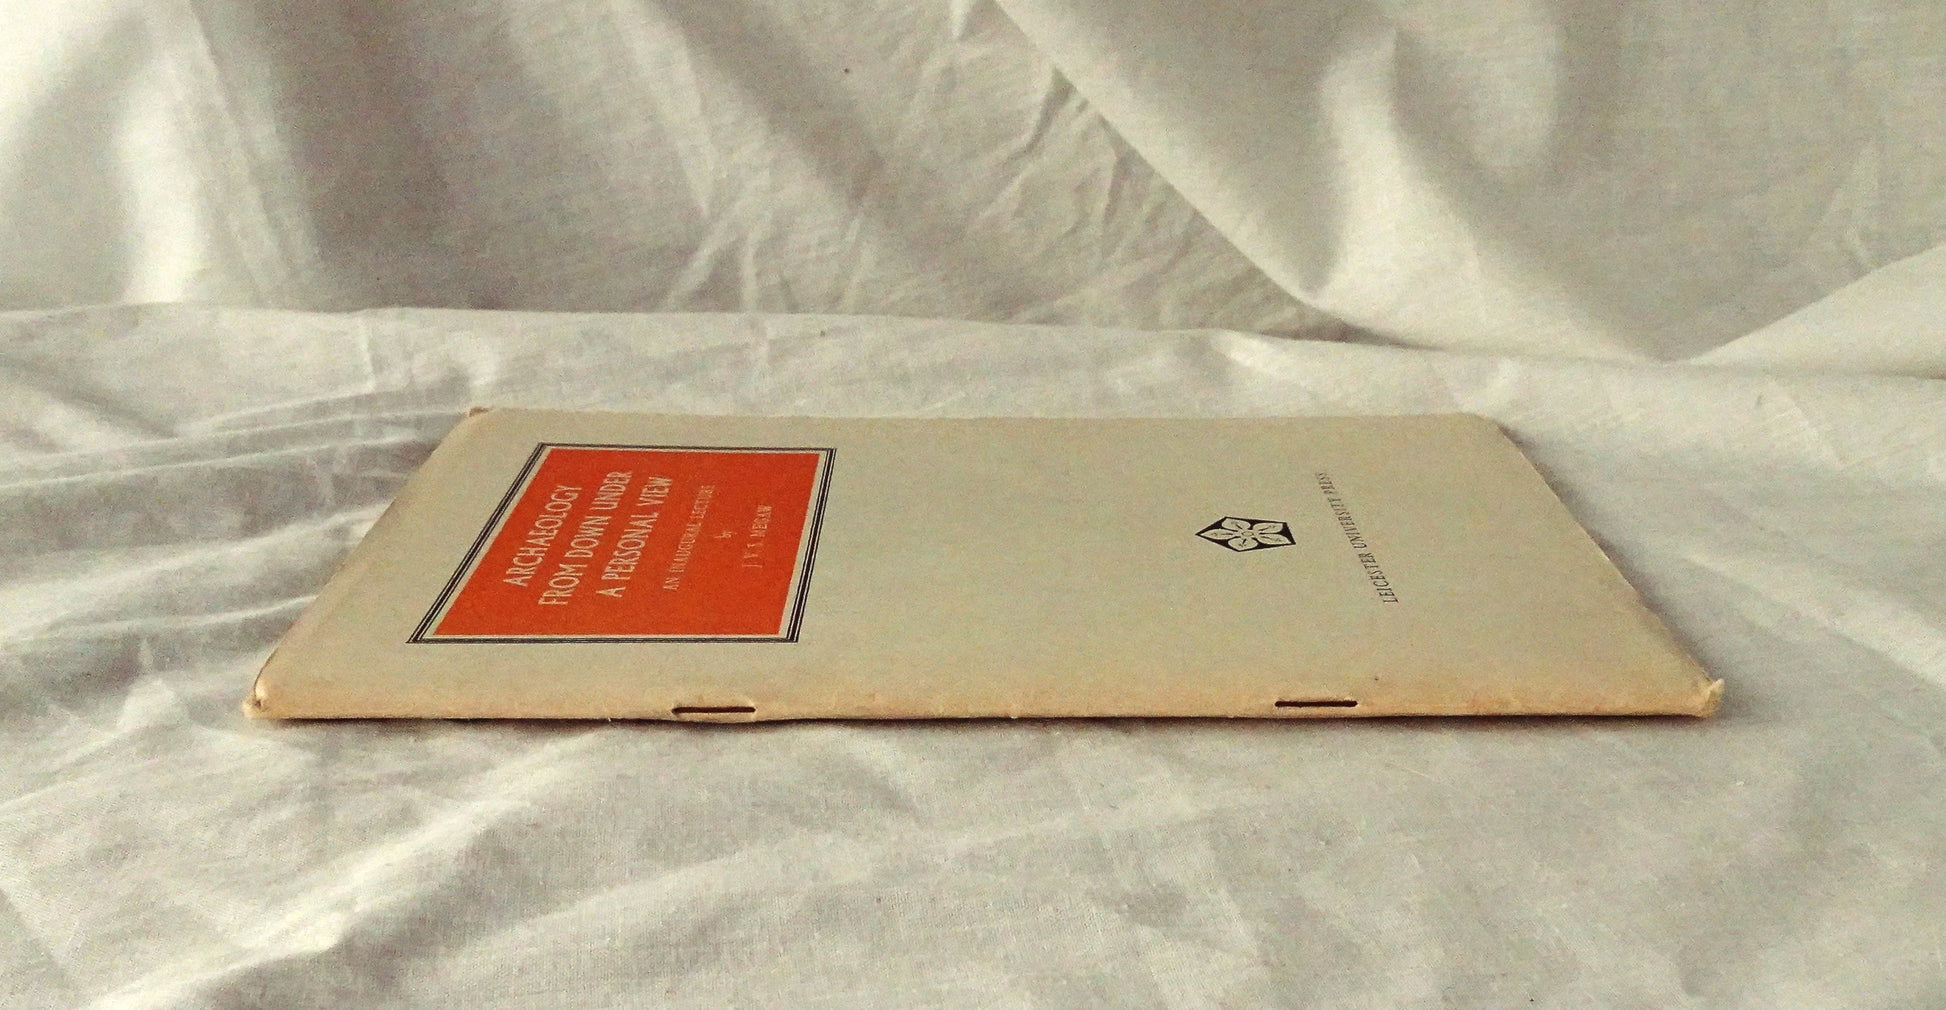 ARCHAEOLOGY
FROM DOWN UNDER
A PERSONAL VIEW
AN INAUGURAL LECTURE
by
J. V. S. MEGAW
LEICESTER UNIVERSITY PRESS